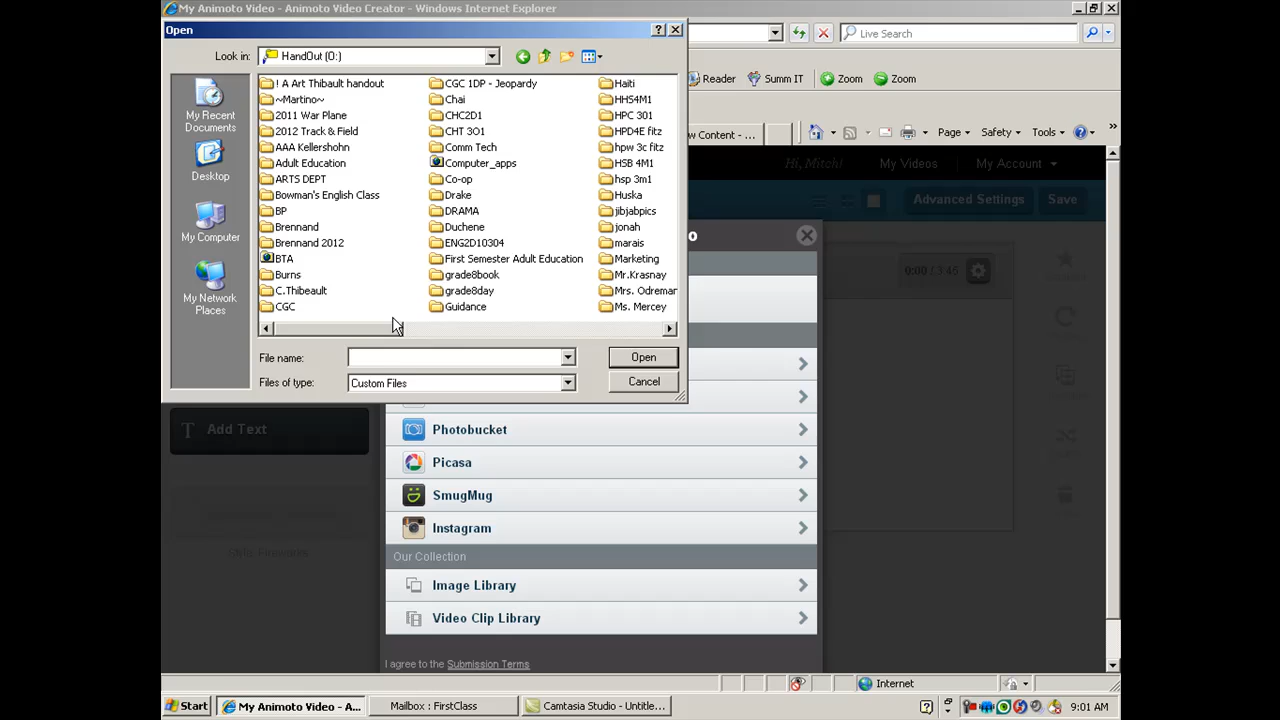 My Animoto Video - Animoto Video Creator - Windows Internet Explorer
Open
Look in: HandOut (O:)
Live Search
Reader
Summ IT
Zoom
Zoom
My Recent Documents
Desktop
My Computer
My Network Places
! A Art Thibault handout
~Martino~
2011 War Plane
2012 Track & Field
AAA Kellershohn
Adult Education
ARTS DEPT
Bowman's English Class
BP
Brennand
Brennand 2012
BTA
Burns
C.Thibeault
CGC
CGC 1DP - Jeopardy
Chai
CHC2D1
CHT 3O1
Comm Tech
Computer_apps
Co-op
Drake
DRAMA
Duchene
ENG2D10304
First Semester Adult Education
grade8book
grade8day
Guidance
Haiti
HHS4M1
HPC 301
HPD4E fitz
hpw 3c fitz
HSB 4M1
hsp 3m1
Huska
jibjabpics
jonah
marais
Marketing
Mr.Krasnay
Mrs. Odreman
Ms. Mercey
File name:
Open
Files of type: Custom Files
Cancel
w Content - ...
Page
Safety
Tools
Hi, Mitch!
My Videos
My Account
Advanced Settings
Save
o
0:00 / 3:45
T Add Text
Photobucket
Picasa
SmugMug
Instagram
Our Collection
Image Library
Video Clip Library
I agree to the Submission Terms
Internet
Start
My Animoto Video - A...
Mailbox : FirstClass
Camtasia Studio - Untitle...
9:01 AM